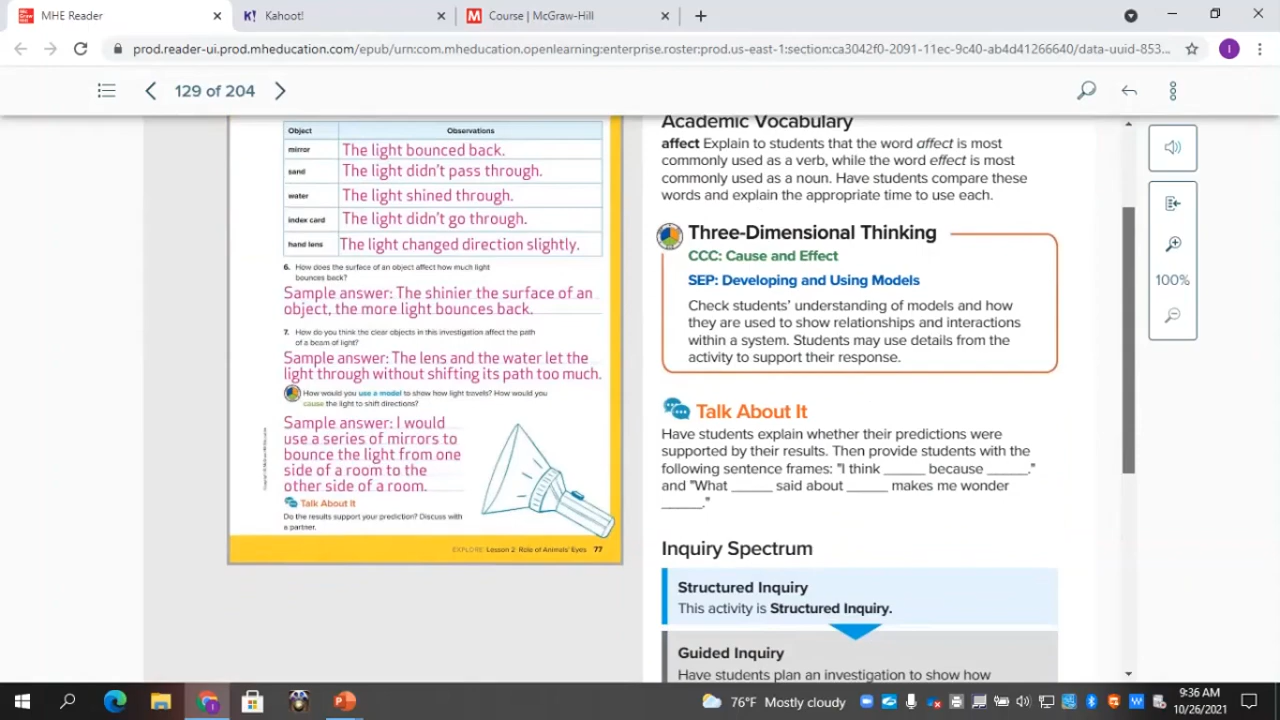 MHE Reader
Kahoot!
Course | McGraw-Hill
prod.reader-ui.prod.mheducation.com/epub/urn:com.mheducation.openlearning:enterprise.roster:prod.us-east-1:section:ca3042f0-2091-11ec-9c40-ab4d41266640/data-uuid-853...
129 of 204
Object Observations
mirror The light bounced back.
sand The light didn't pass through.
water The light shined through.
index card The light didn't go through.
hand lens The light changed direction slightly.
6. How does the surface of an object affect how much light
bounces back?
Sample answer: The shinier the surface of an
object, the more light bounces back.
7. How do you think the clear objects in this investigation affect the path
of a beam of light?
Sample answer: The lens and the water let the
light through without shifting its path too much.
How would you use a model to show how light travels? How would you
cause the light to shift directions?
Sample answer: I would
use a series of mirrors to
bounce the light from one
side of a room to the
other side of a room.
Talk About It
Do the results support your prediction? Discuss with
a partner.
EXPLORE Lesson 2 Role of Animals' Eyes 77
Academic Vocabulary
affect Explain to students that the word affect is most
commonly used as a verb, while the word effect is most
commonly used as a noun. Have students compare these
words and explain the appropriate time to use each.
Three-Dimensional Thinking
CCC: Cause and Effect
SEP: Developing and Using Models
Check students' understanding of models and how
they are used to show relationships and interactions
within a system. Students may use details from the
activity to support their response.
Talk About It
Have students explain whether their predictions were
supported by their results. Then provide students with the
following sentence frames: "I think ______ because ______."
and "What ______ said about ______ makes me wonder
______."
Inquiry Spectrum
Structured Inquiry
This activity is Structured Inquiry.
Guided Inquiry
Have students plan an investigation to show how
100%
76°F Mostly cloudy
9:36 AM
10/26/2021